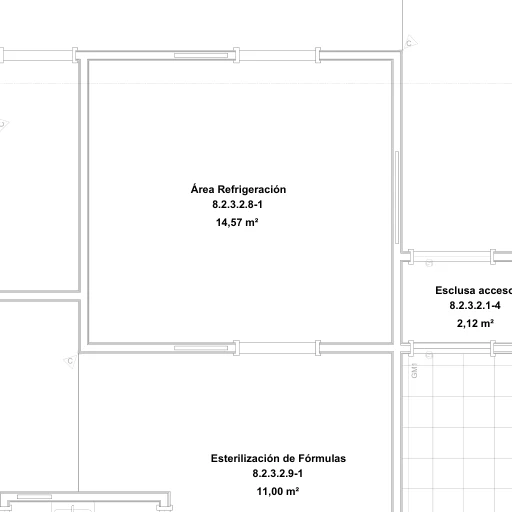 C
C
Área Refrigeración
8.2.3.2.8-1
14,57 m²
Esclusa acceso
8.2.3.2.1-4
2,12 m²
C
Esterilización de Fórmulas
8.2.3.2.9-1
11,00 m²